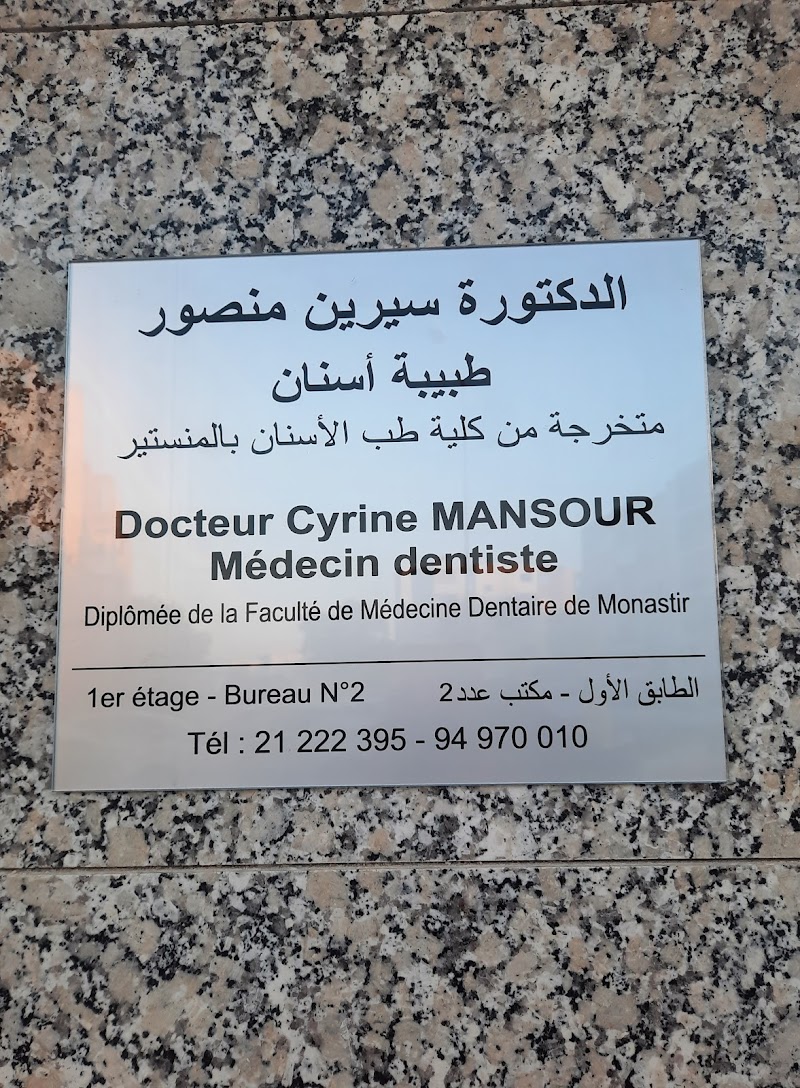 الدكتورة سيرين منصور
طبيبة أسنان
متخرجة من كلية طب الأسنان بالمنستير
Docteur Cyrine MANSOUR
Médecin dentiste
Diplômée de la Faculté de Médecine Dentaire de Monastir
1er étage - Bureau N°2
الطابق الأول - مكتب عدد2
Tél : 21 222 395 - 94 970 010